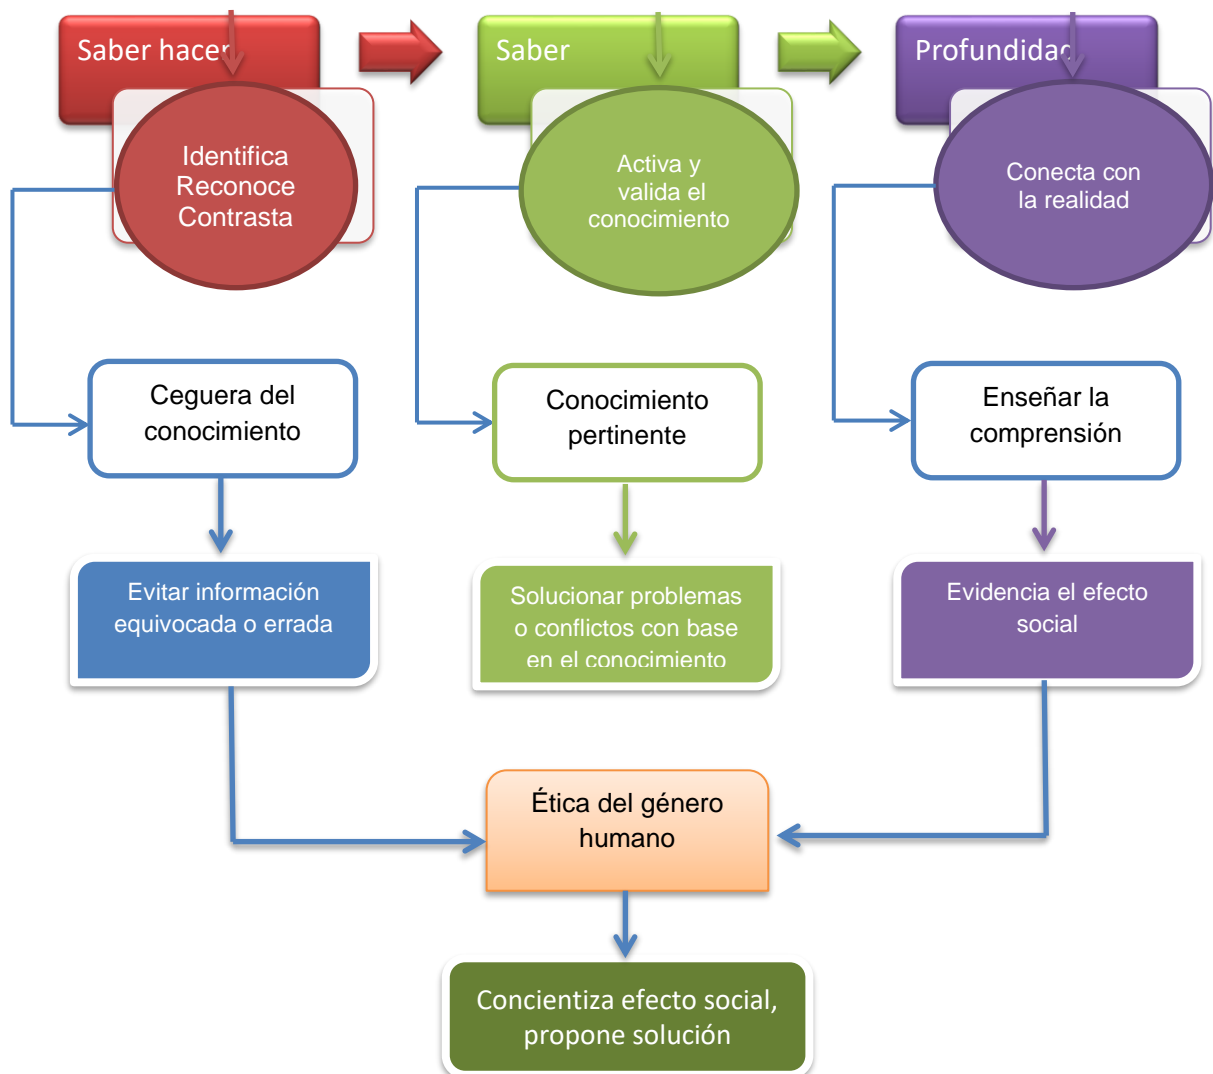 Saber hacer
Saber
Profundidad
Identifica
Reconoce
Contrasta
Activa y
valida el
conocimiento
Conecta con
la realidad
Ceguera del
conocimiento
Conocimiento
pertinente
Enseñar la
comprensión
Evitar información
equivocada o errada
Solucionar problemas
o conflictos con base
en el conocimiento
Evidencia el efecto
social
Ética del género
humano
Concientiza efecto social,
propone solución